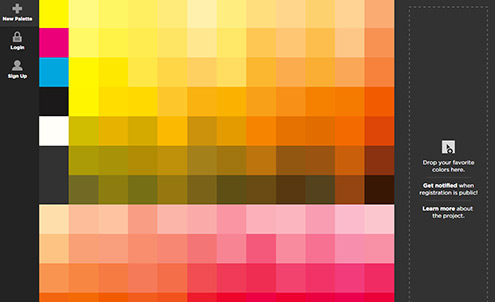 New Palette
Login
Sign Up
Drop your favorite
colors here.
Get notified when
registration is public!
Learn more about
the project.